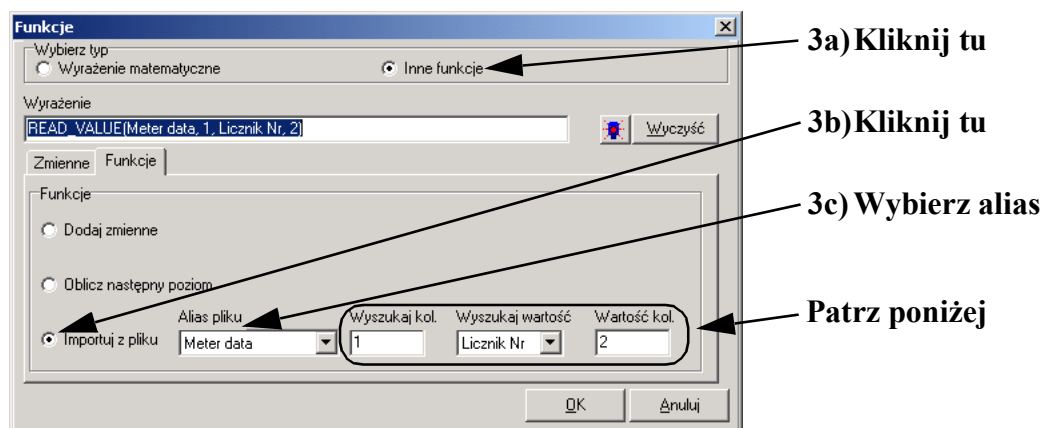 Funkcje
Wybierz typ
Wyrażenie matematyczne
Inne funkcje
3a) Kliknij tu
Wyrażenie
READ_VALUE(Meter data, 1, Licznik Nr, 2)
Wyczyść
3b) Kliknij tu
Zmienne Funkcje
Funkcje
3c) Wybierz alias
Dodaj zmienne
Oblicz następny poziom
Alias pliku Wyszukaj kol. Wyszukaj wartość Wartość kol.
Patrz poniżej
Importuj z pliku Meter data 1 Licznik Nr 2
OK Anuluj